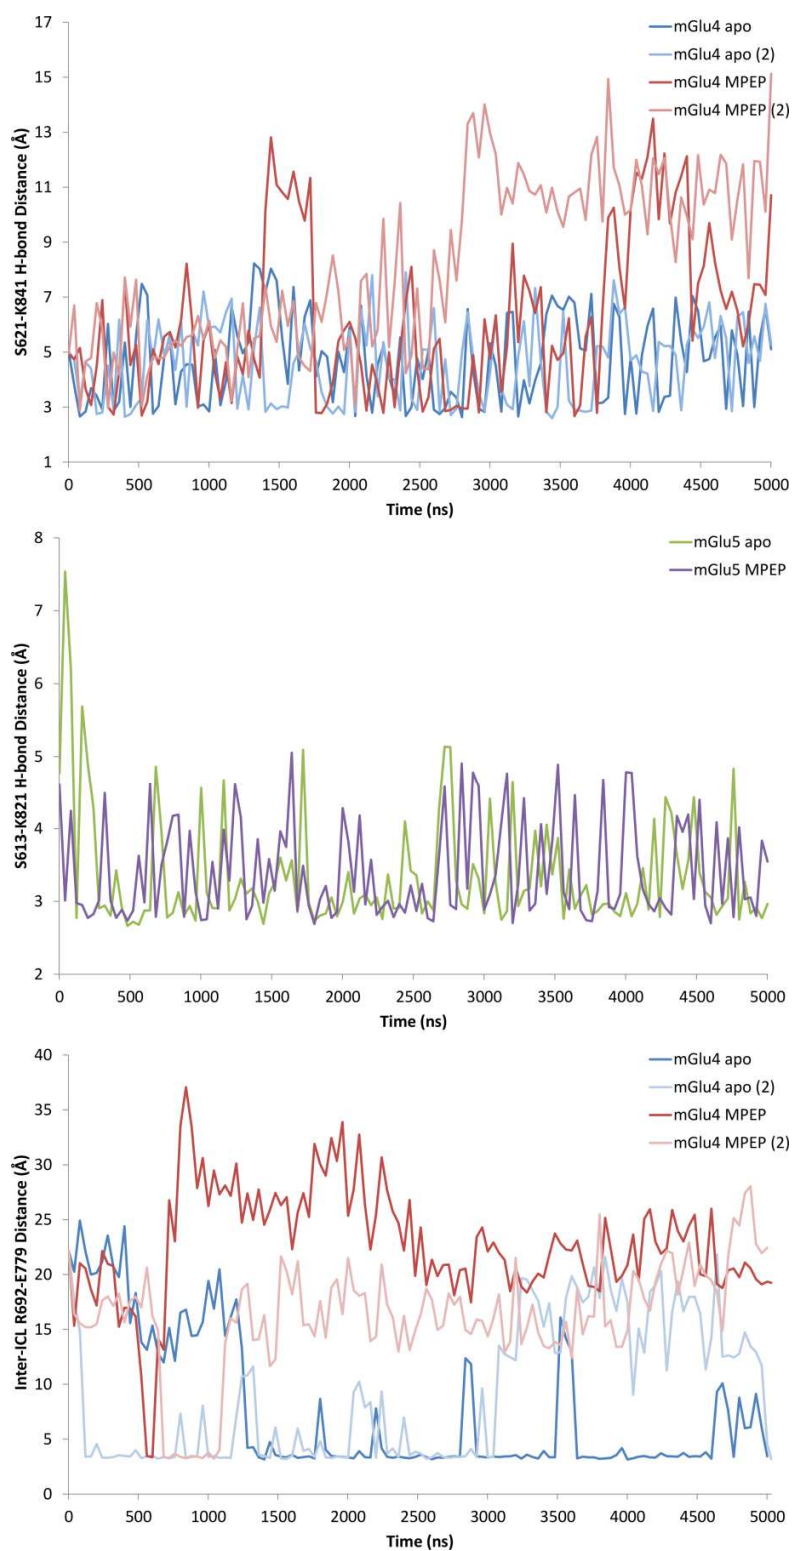 17
15
13
11
9
7
5
3
1
S621-K841 H-bond Distance (Å)
mGlu4 apo
mGlu4 apo (2)
mGlu4 MPEP
mGlu4 MPEP (2)
0 500 1000 1500 2000 2500 3000 3500 4000 4500 5000
Time (ns)
8
7
6
5
4
3
2
S613-K821 H-bond Distance (Å)
mGlu5 apo
mGlu5 MPEP
0 500 1000 1500 2000 2500 3000 3500 4000 4500 5000
Time (ns)
40
35
30
25
20
15
10
5
0
Inter-ICL R692-E779 Distance (Å)
mGlu4 apo
mGlu4 apo (2)
mGlu4 MPEP
mGlu4 MPEP (2)
0 500 1000 1500 2000 2500 3000 3500 4000 4500 5000
Time (ns)